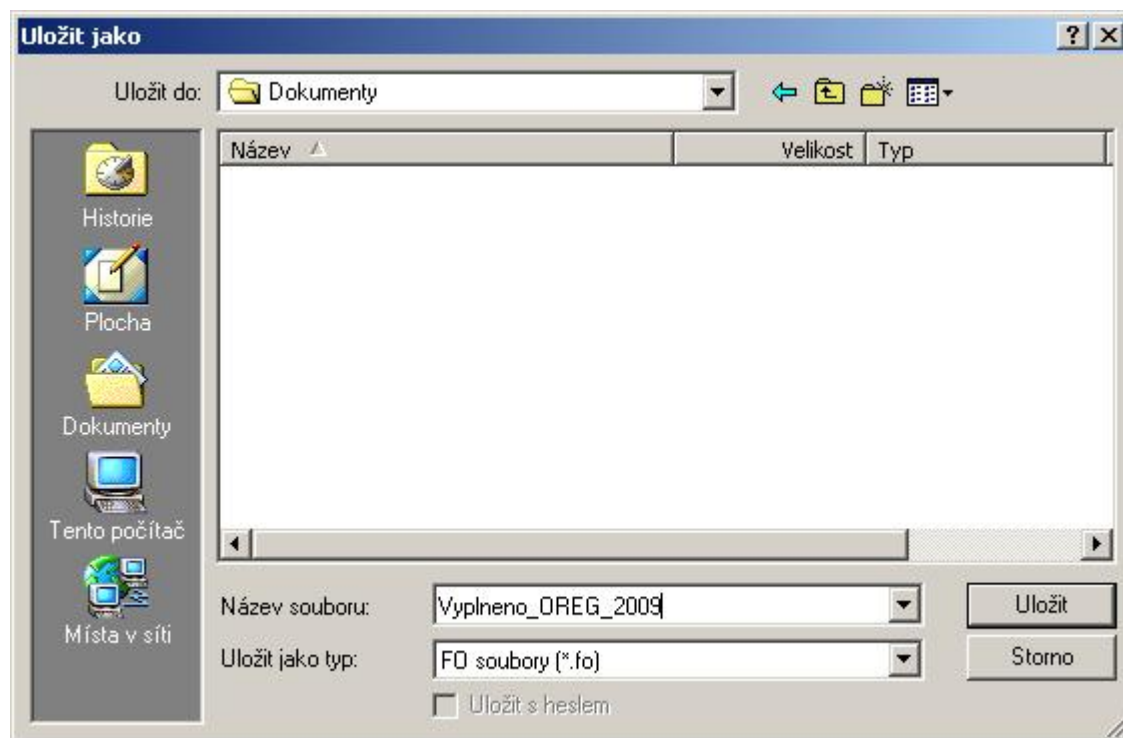 Uložit jako
Uložit do: Dokumenty
Název Velikost Typ
Historie
Plocha
Dokumenty
Tento počítač
Místa v síti
Název souboru: Vyplneno_OREG_2009 Uložit
Uložit jako typ: FO soubory (*.fo) Storno
Uložit s heslem